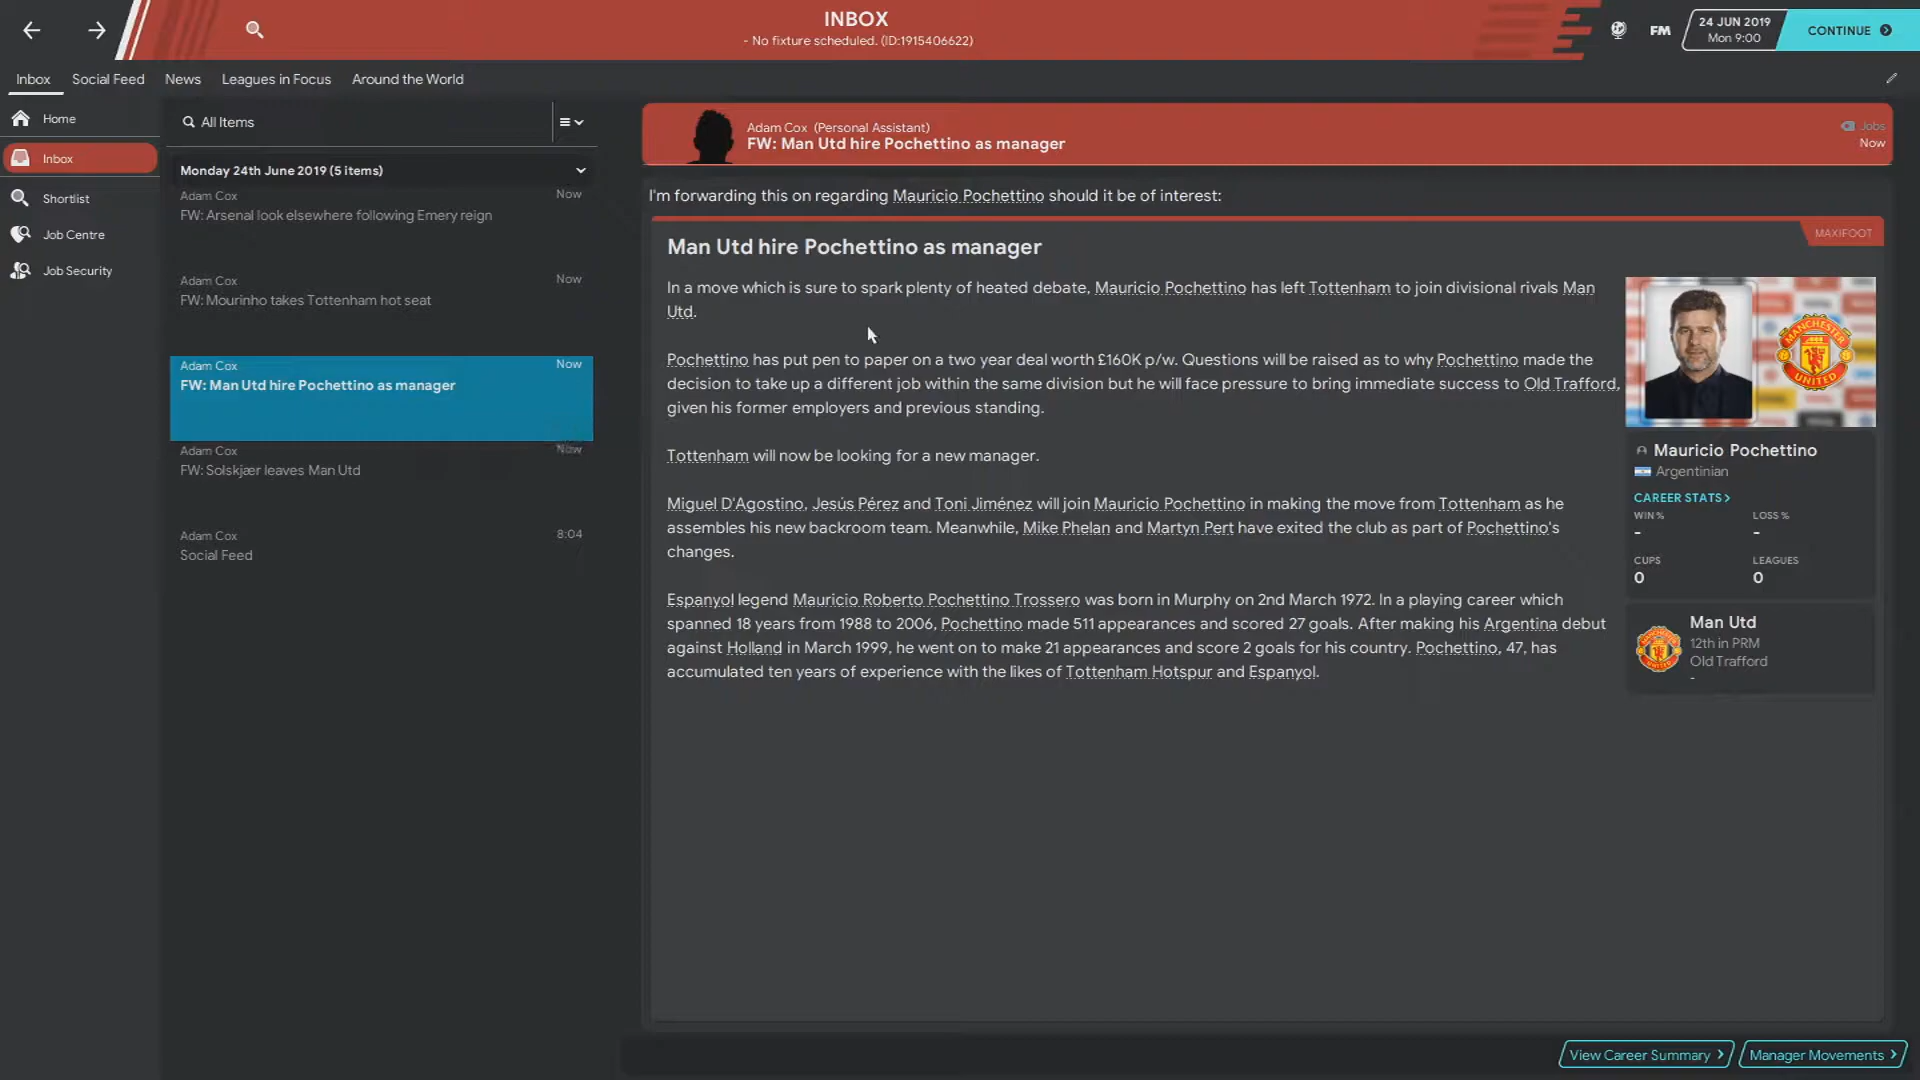 INBOX
- No fixture scheduled. (ID:1915406622)
FM
24 JUN 2019
Mon 9:00
CONTINUE
Inbox
Social Feed
News
Leagues in Focus
Around the World
Home
Inbox
Shortlist
Job Centre
Job Security
All Items
Monday 24th June 2019 (5 items)
Adam Cox
Now
FW: Arsenal look elsewhere following Emery reign
Adam Cox
Now
FW: Mourinho takes Tottenham hot seat
Adam Cox
Now
FW: Man Utd hire Pochettino as manager
Adam Cox
Now
FW: Solskjær leaves Man Utd
Adam Cox
8:04
Social Feed
Adam Cox (Personal Assistant)
FW: Man Utd hire Pochettino as manager
Jobs
Now
I'm forwarding this on regarding Mauricio Pochettino should it be of interest:
MAXIFOOT
Man Utd hire Pochettino as manager
In a move which is sure to spark plenty of heated debate, Mauricio Pochettino has left Tottenham to join divisional rivals Man
Utd.
Pochettino has put pen to paper on a two year deal worth £160K p/w. Questions will be raised as to why Pochettino made the
decision to take up a different job within the same division but he will face pressure to bring immediate success to Old Trafford,
given his former employers and previous standing.
Tottenham will now be looking for a new manager.
Miguel D'Agostino, Jesús Pérez and Toni Jiménez will join Mauricio Pochettino in making the move from Tottenham as he
assembles his new backroom team. Meanwhile, Mike Phelan and Martyn Pert have exited the club as part of Pochettino's
changes.
Espanyol legend Mauricio Roberto Pochettino Trossero was born in Murphy on 2nd March 1972. In a playing career which
spanned 18 years from 1988 to 2006, Pochettino made 511 appearances and scored 27 goals. After making his Argentina debut
against Holland in March 1999, he went on to make 21 appearances and score 2 goals for his country. Pochettino, 47, has
accumulated ten years of experience with the likes of Tottenham Hotspur and Espanyol.
MANCHESTER
UNITED
Mauricio Pochettino
Argentinian
CAREER STATS >
WIN %
LOSS %
-
-
CUPS
LEAGUES
0
0
Man Utd
12th in PRM
Old Trafford
-
View Career Summary >
Manager Movements >